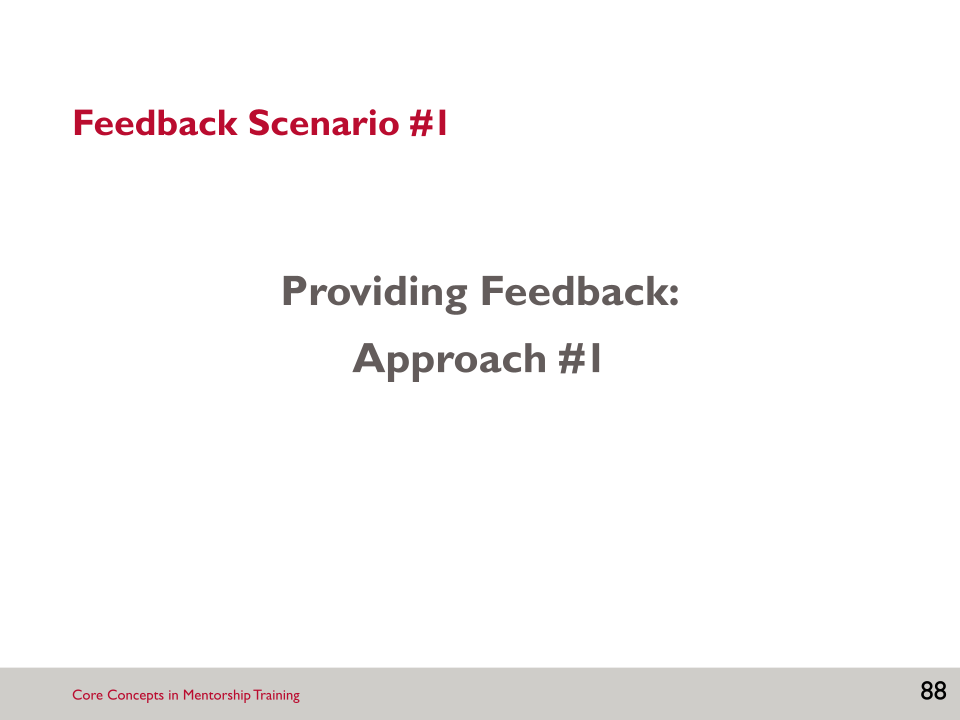 Feedback Scenario #1
Providing Feedback:
Approach #1
Core Concepts in Mentorship Training
88